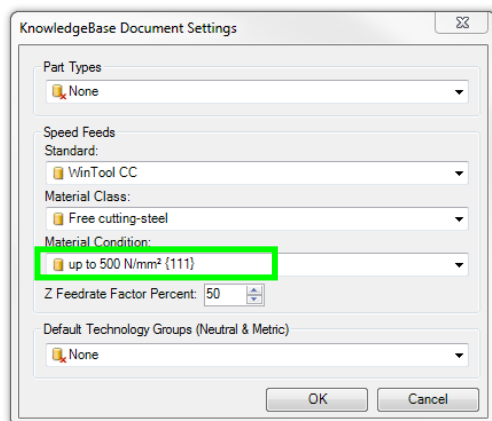 KnowledgeBase Document Settings
Part Types
None
Speed Feeds
Standard:
WinTool CC
Material Class:
Free cutting-steel
Material Condition:
up to 500 N/mm² {111}
Z Feedrate Factor Percent: 50
Default Technology Groups (Neutral & Metric)
None
OK Cancel